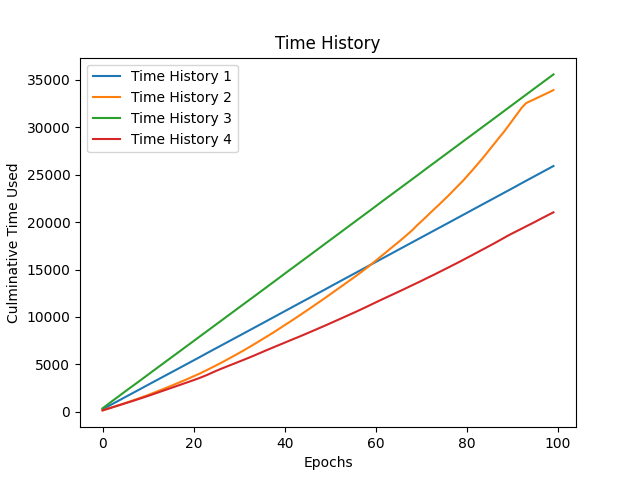 Time History
Time History 1
Time History 2
Time History 3
Time History 4
Culminative Time Used
35000
30000
25000
20000
15000
10000
5000
0
0 20 40 60 80 100
Epochs